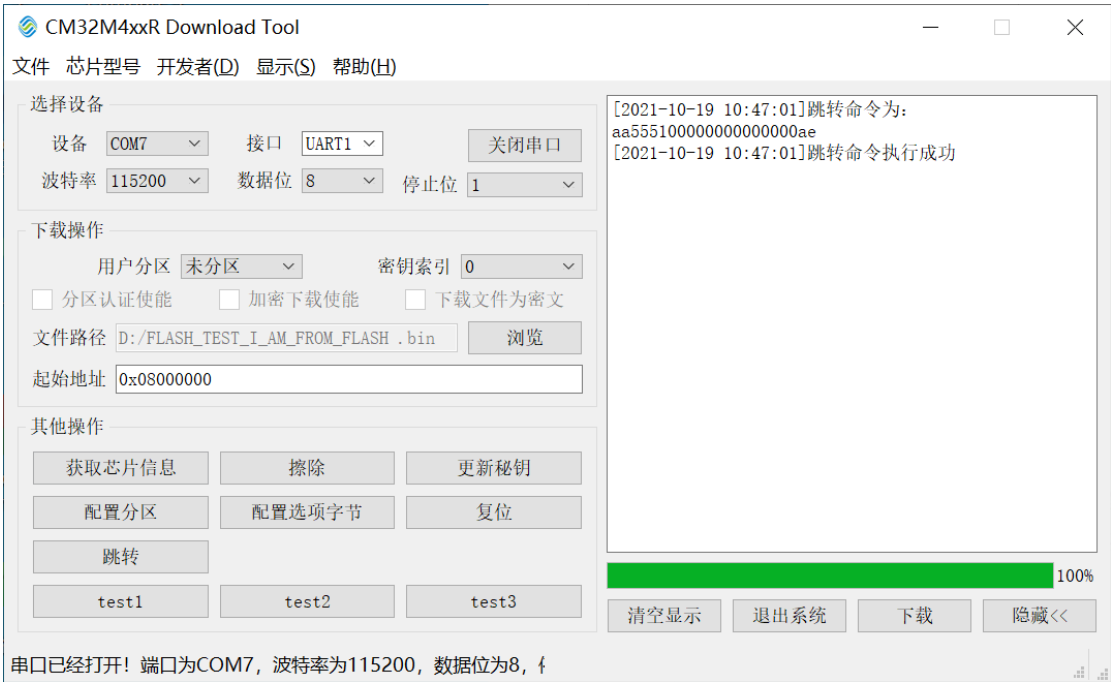 CM32M4xxR Download Tool
文件 芯片型号 开发者(D) 显示(S) 帮助(H)
选择设备
设备 COM7 接口 UART1 关闭串口
波特率 115200 数据位 8 停止位 1
下载操作
用户分区 未分区 密钥索引 0
分区认证使能 加密下载使能 下载文件为密文
文件路径 D:/FLASH_TEST_I_AM_FROM_FLASH .bin 浏览
起始地址 0x08000000
其他操作
获取芯片信息 擦除 更新秘钥
配置分区 配置选项字节 复位
跳转
test1 test2 test3
[2021-10-19 10:47:01]跳转命令为:
aa555100000000000000ae
[2021-10-19 10:47:01]跳转命令执行成功
100%
清空显示 退出系统 下载 隐藏<<
串口已经打开！端口为COM7，波特率为115200，数据位为8，